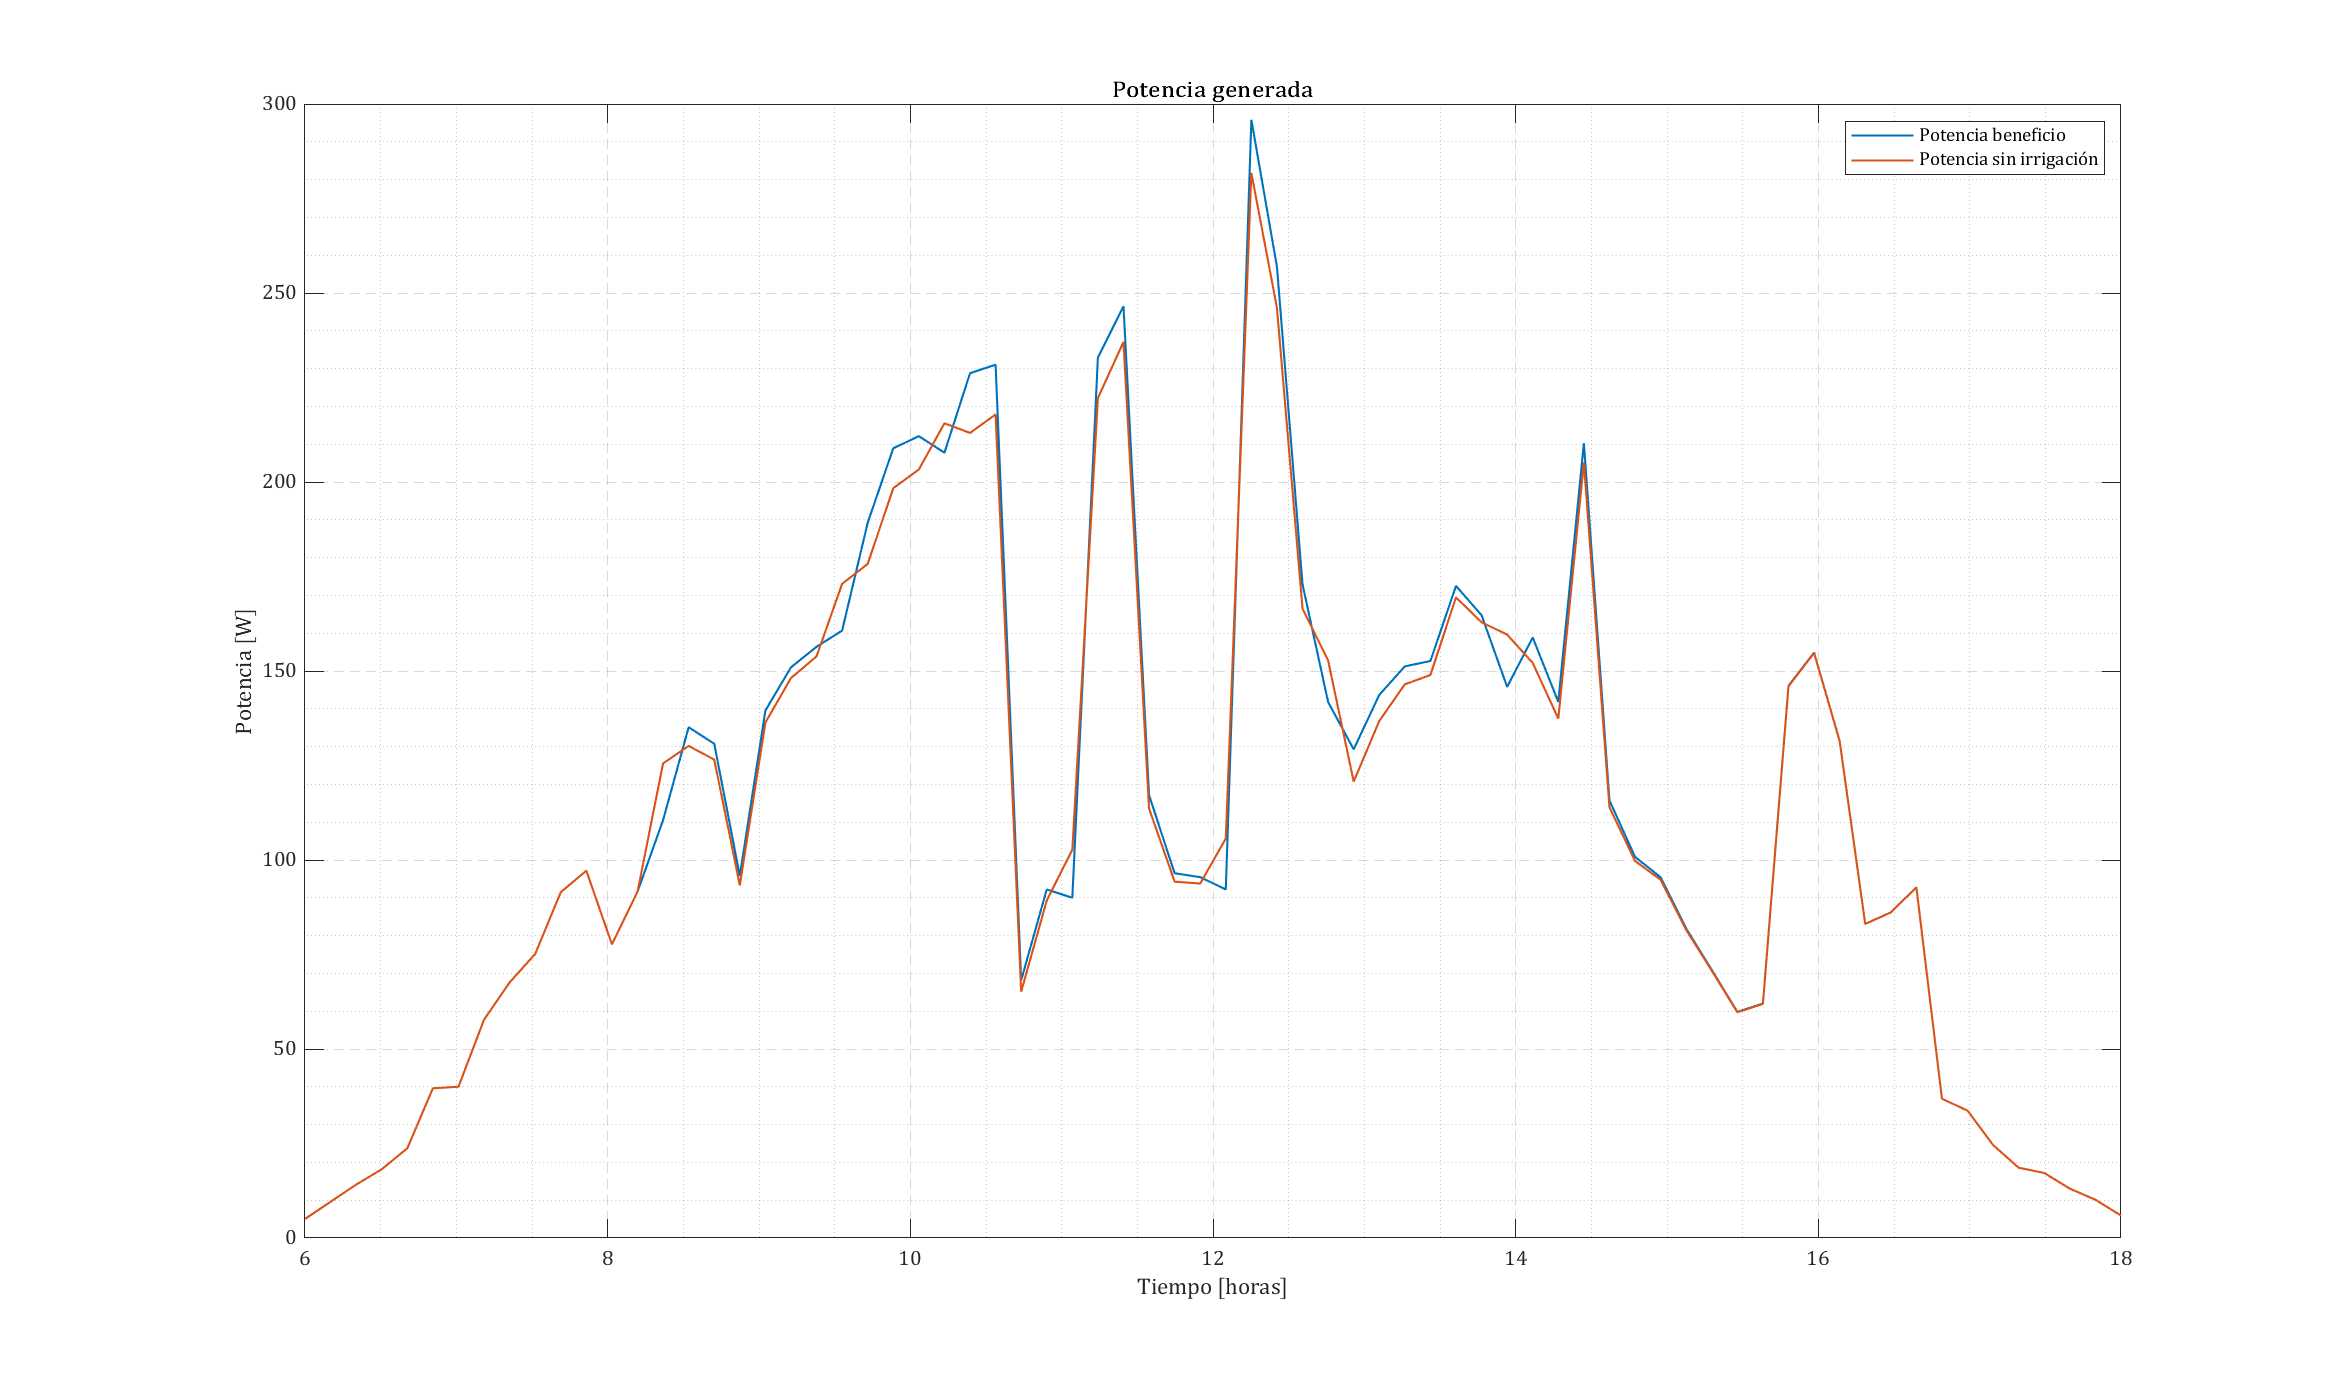 Potencia generada
300
250
200
150
100
50
0
Potencia [W]
Potencia beneficio
Potencia sin irrigación
6 8 10 12 14 16 18
Tiempo [horas]